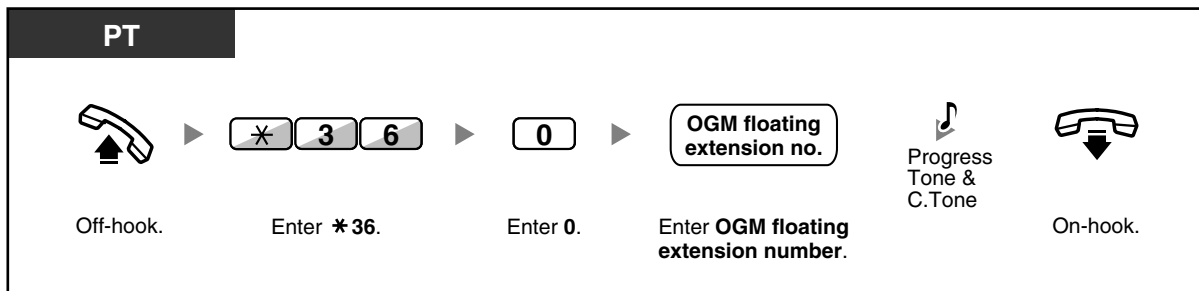 PT
✱ 3 6
0
OGM floating
extension no.
Progress
Tone &
C.Tone
Off-hook.
Enter ✱36.
Enter 0.
Enter OGM floating
extension number.
On-hook.